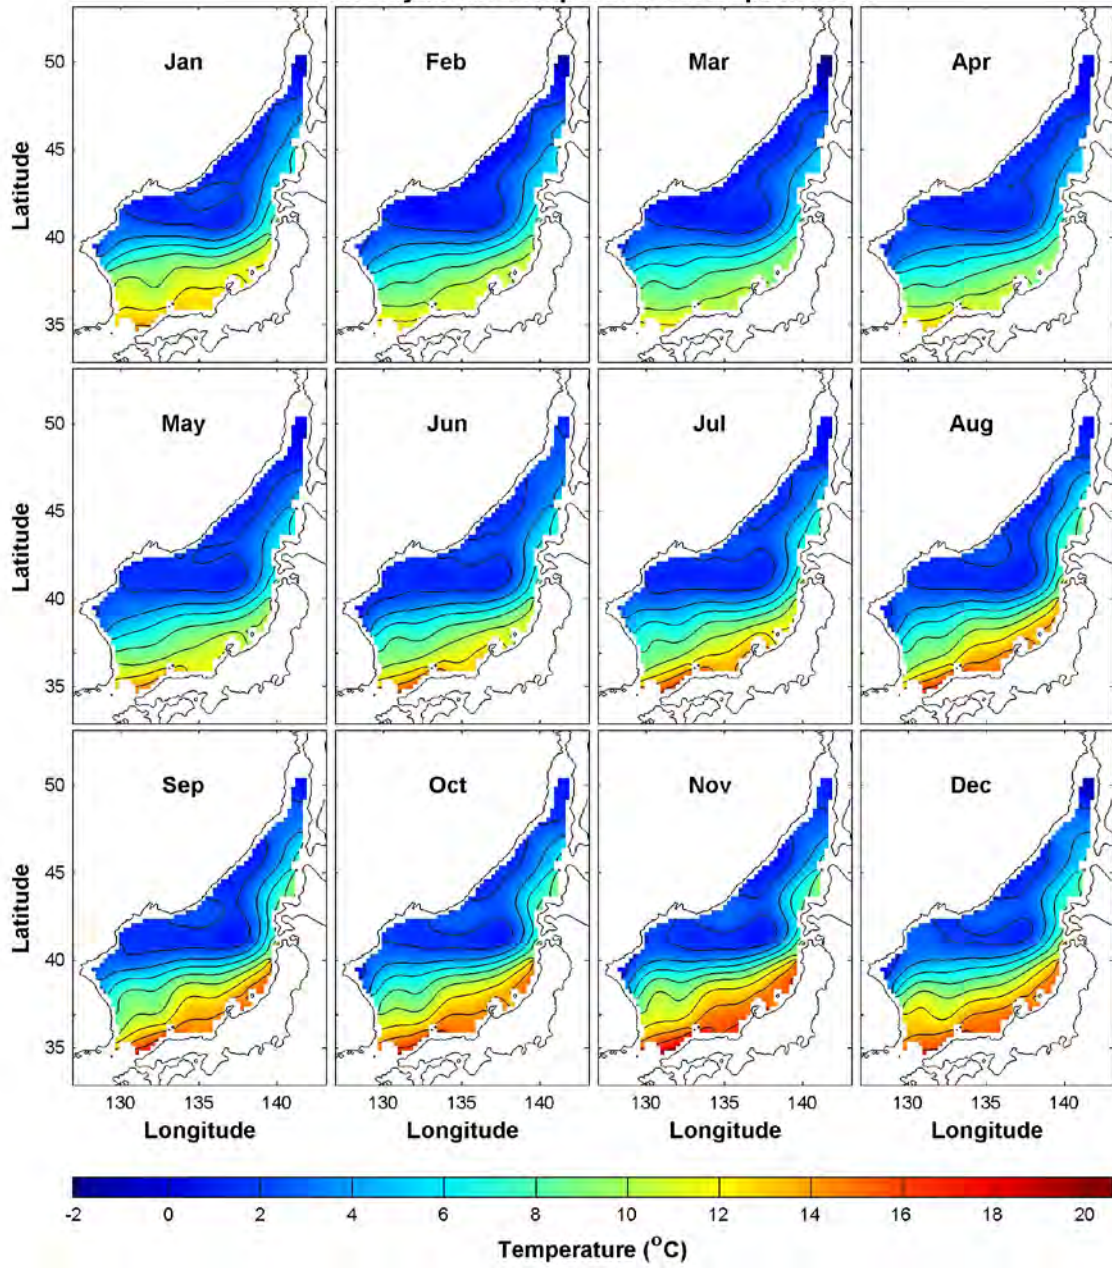 Jan Feb Mar Apr
50
45
40
35
Latitude
May Jun Jul Aug
50
45
40
35
Latitude
Sep Oct Nov Dec
50
45
40
35
Latitude
130 135 140 130 135 140 130 135 140 130 135 140
Longitude Longitude Longitude Longitude
-2 0 2 4 6 8 10 12 14 16 18 20
Temperature (°C)